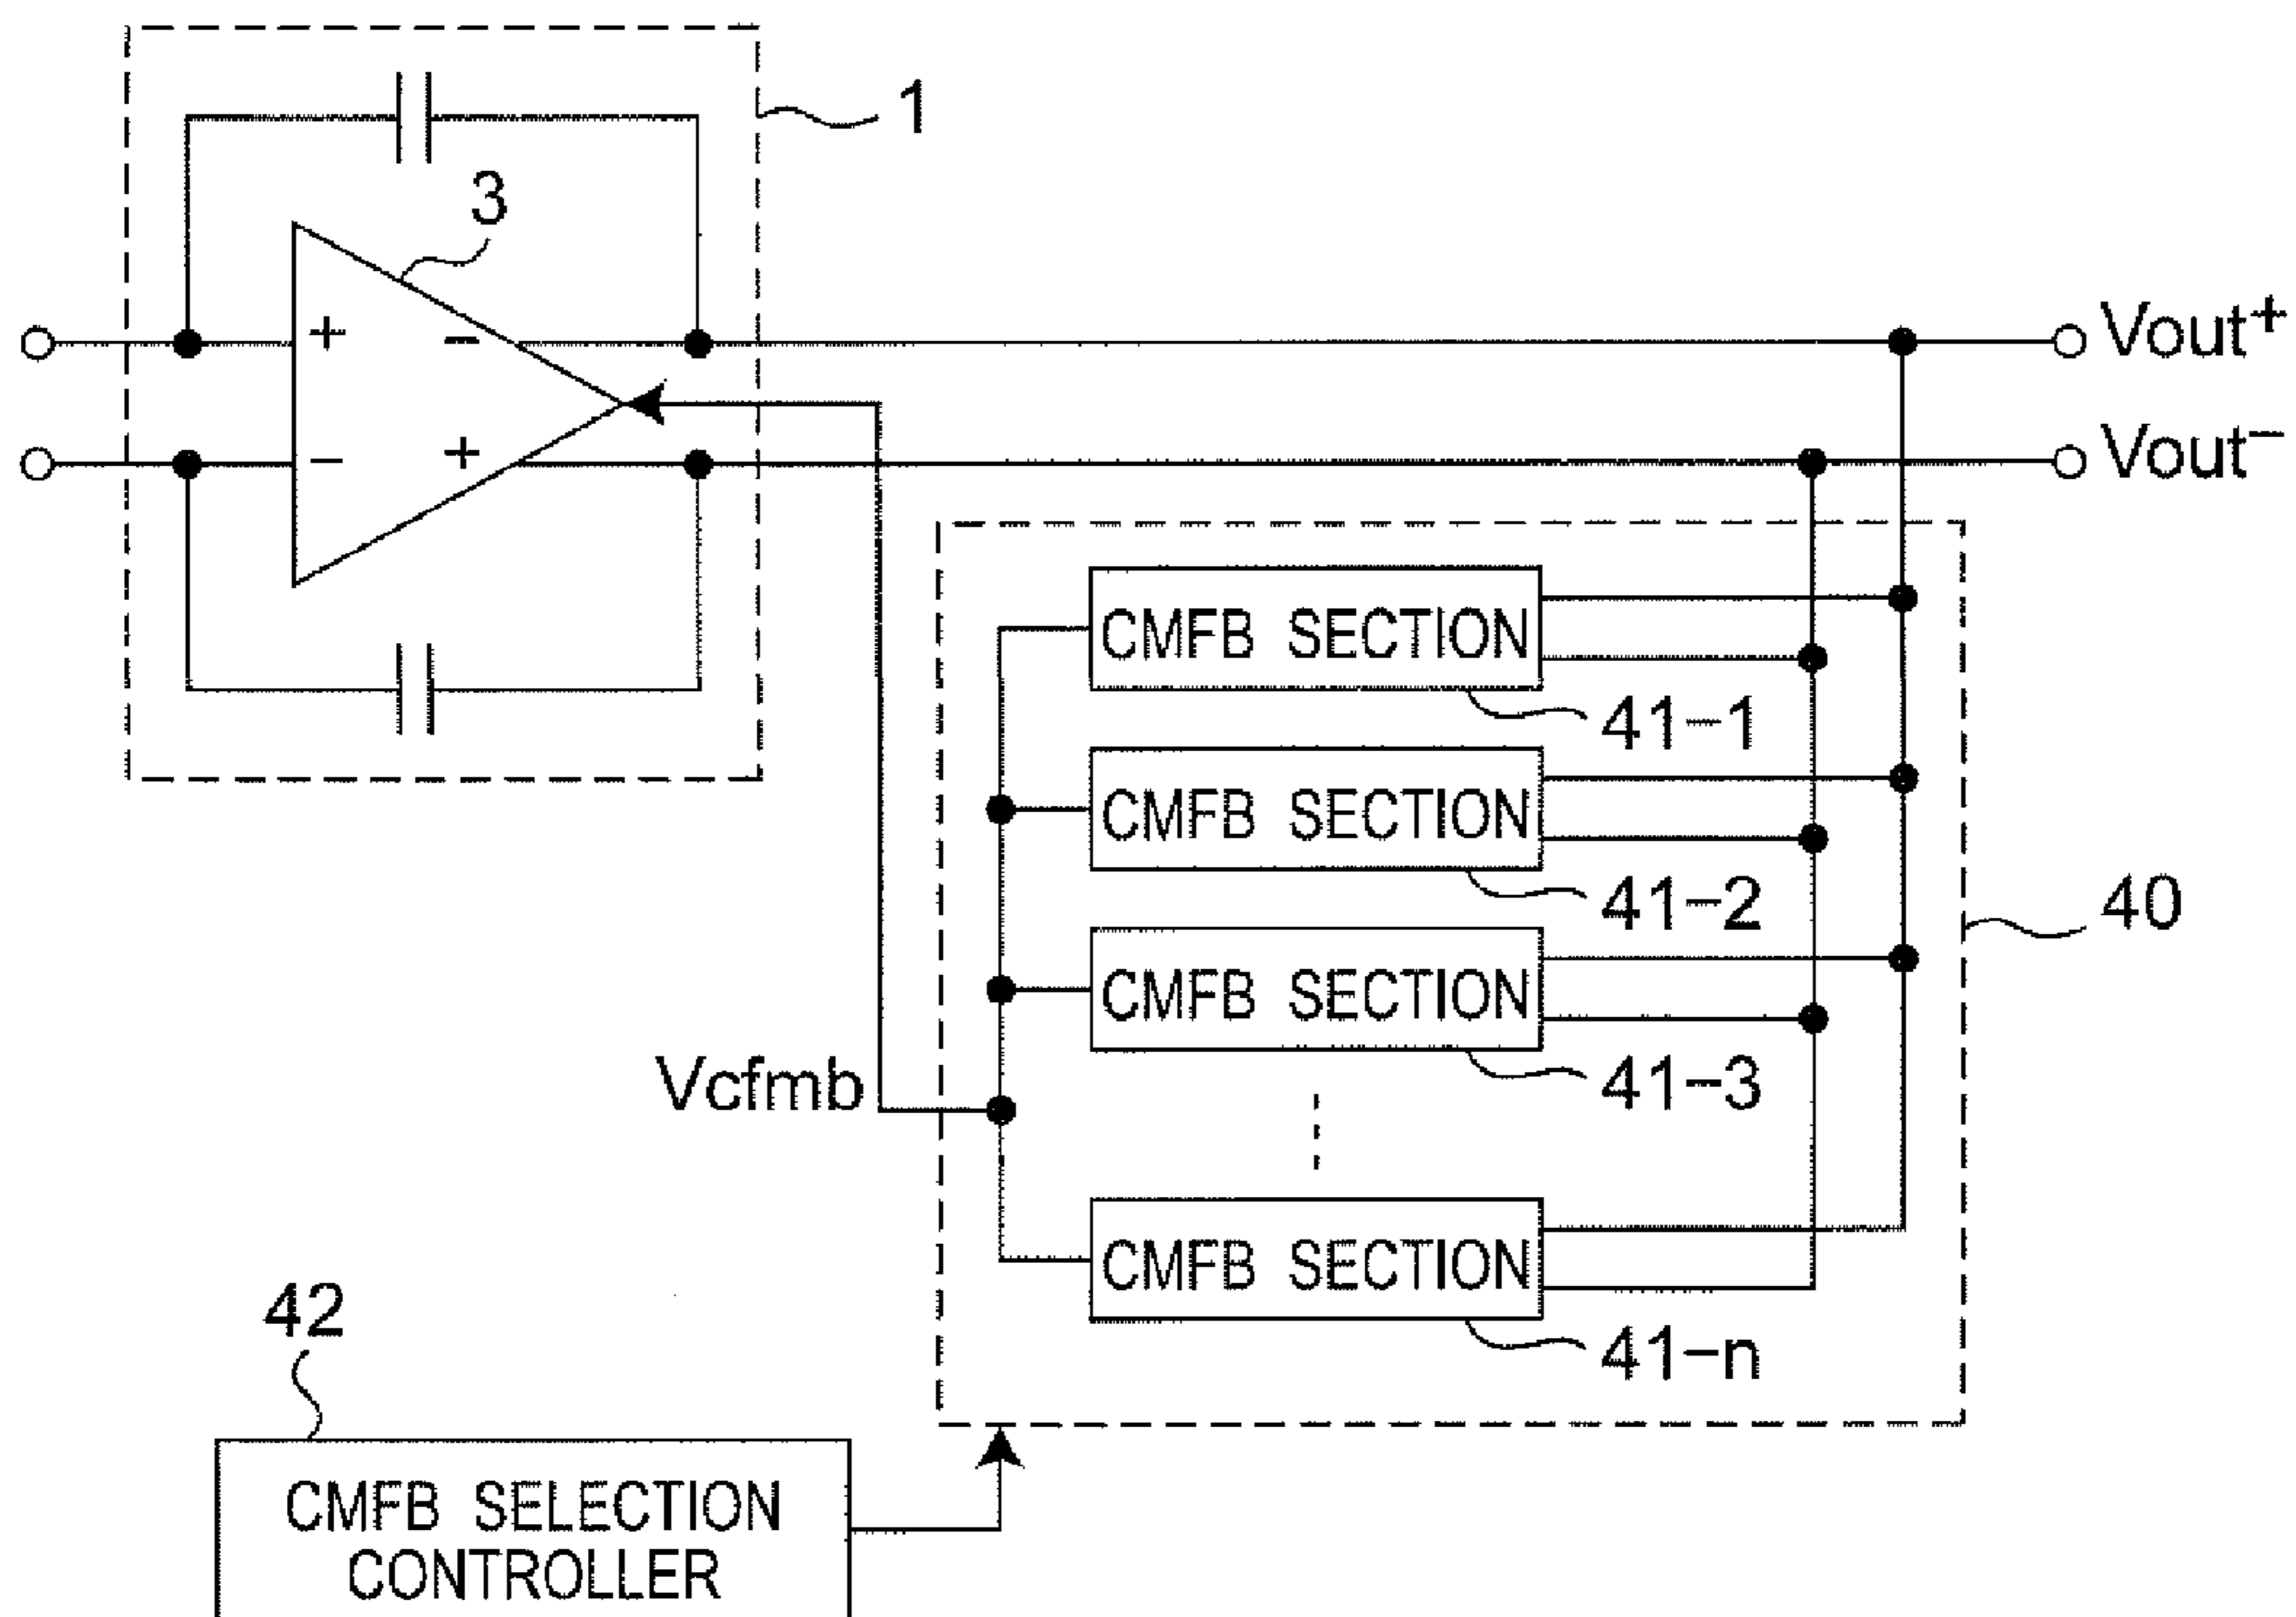 1
3
+
−
−
+
Vout+
Vout−
CMFB SECTION
41-1
CMFB SECTION
41-2
40
CMFB SECTION
41-3
Vcfmb
CMFB SECTION
41-n
42
CMFB SELECTION
CONTROLLER